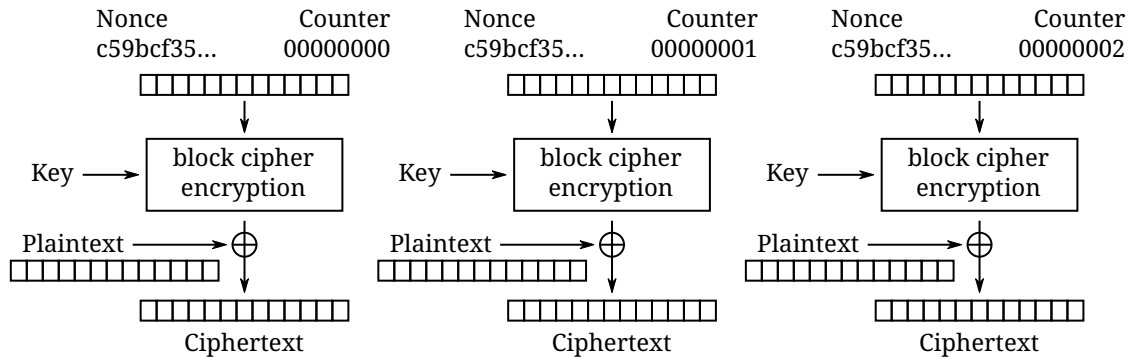 Nonce Counter
c59bcf35... 00000000
block cipher
encryption
Key
Plaintext
Ciphertext
Nonce Counter
c59bcf35... 00000001
block cipher
encryption
Key
Plaintext
Ciphertext
Nonce Counter
c59bcf35... 00000002
block cipher
encryption
Key
Plaintext
Ciphertext